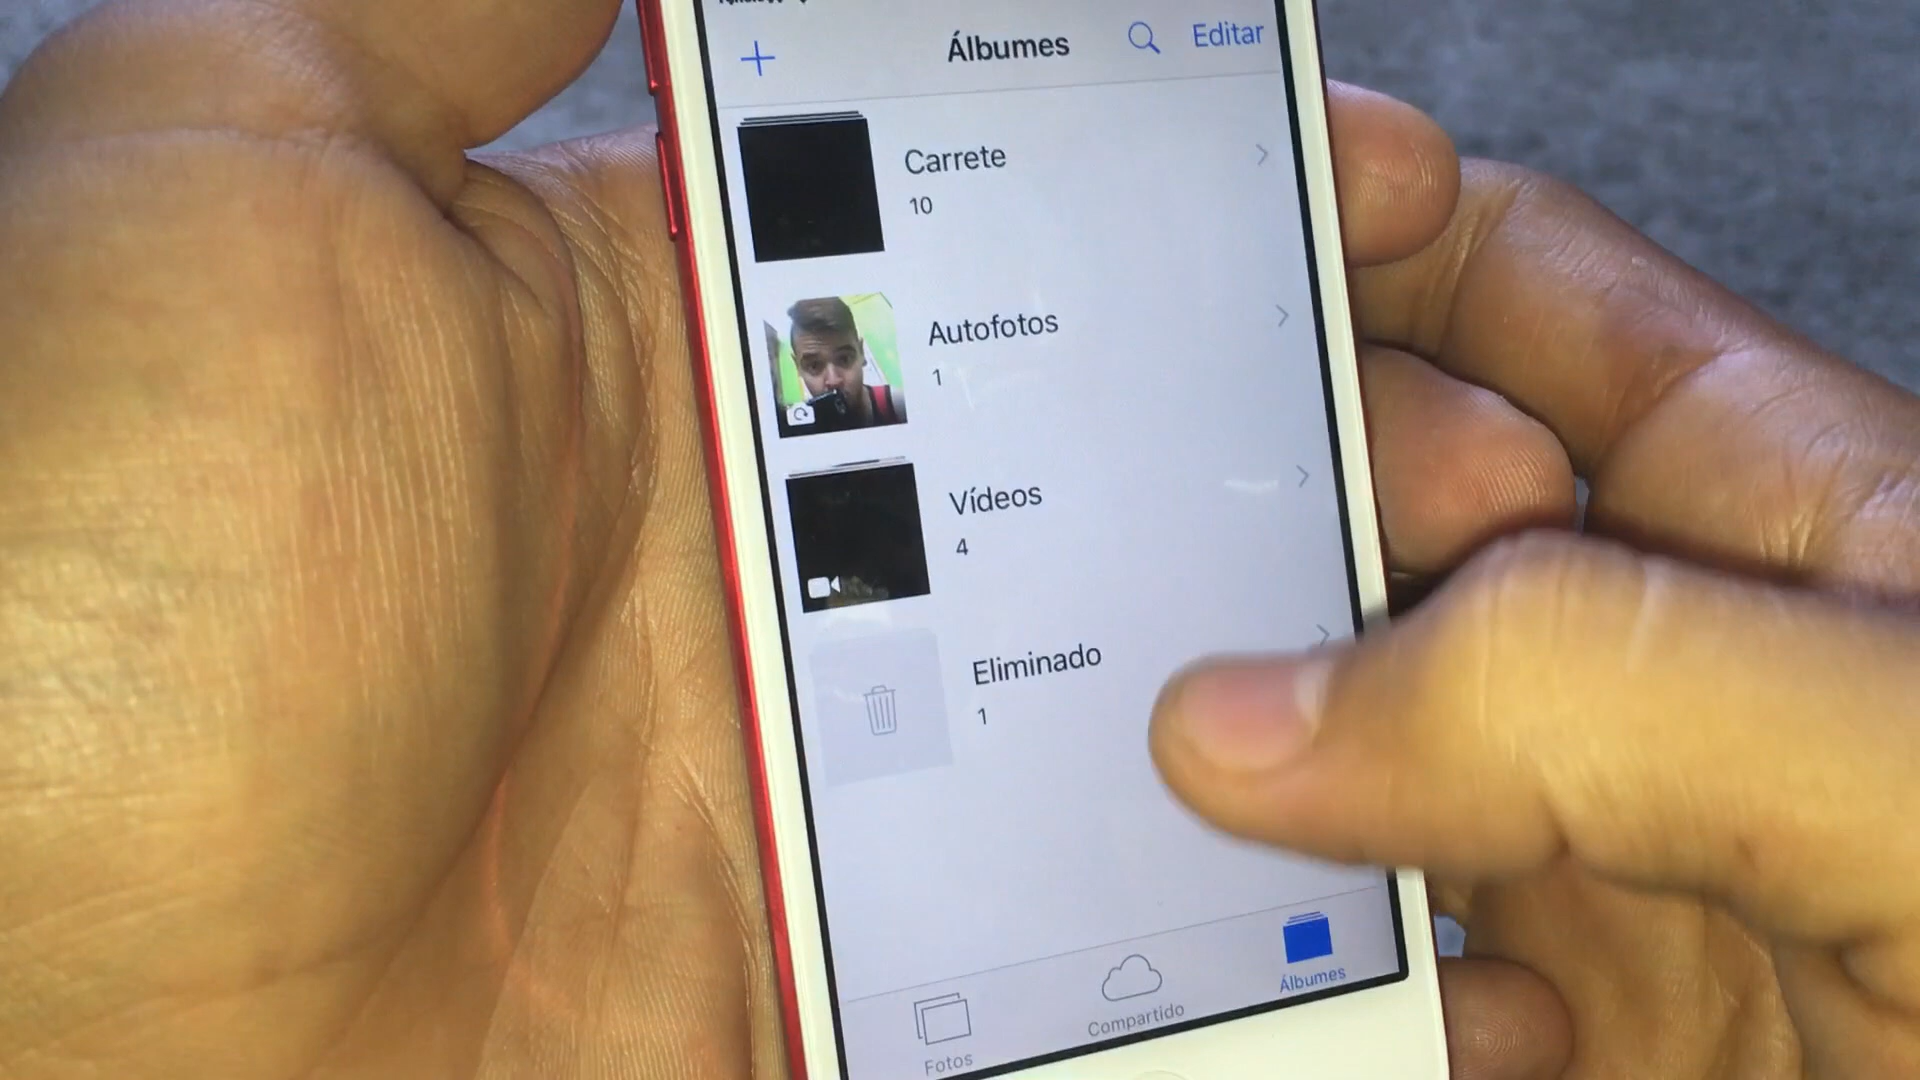 Álbumes
Editar
Carrete
10
Autofotos
1
Vídeos
4
Eliminado
1
Fotos
Compartido
Álbumes